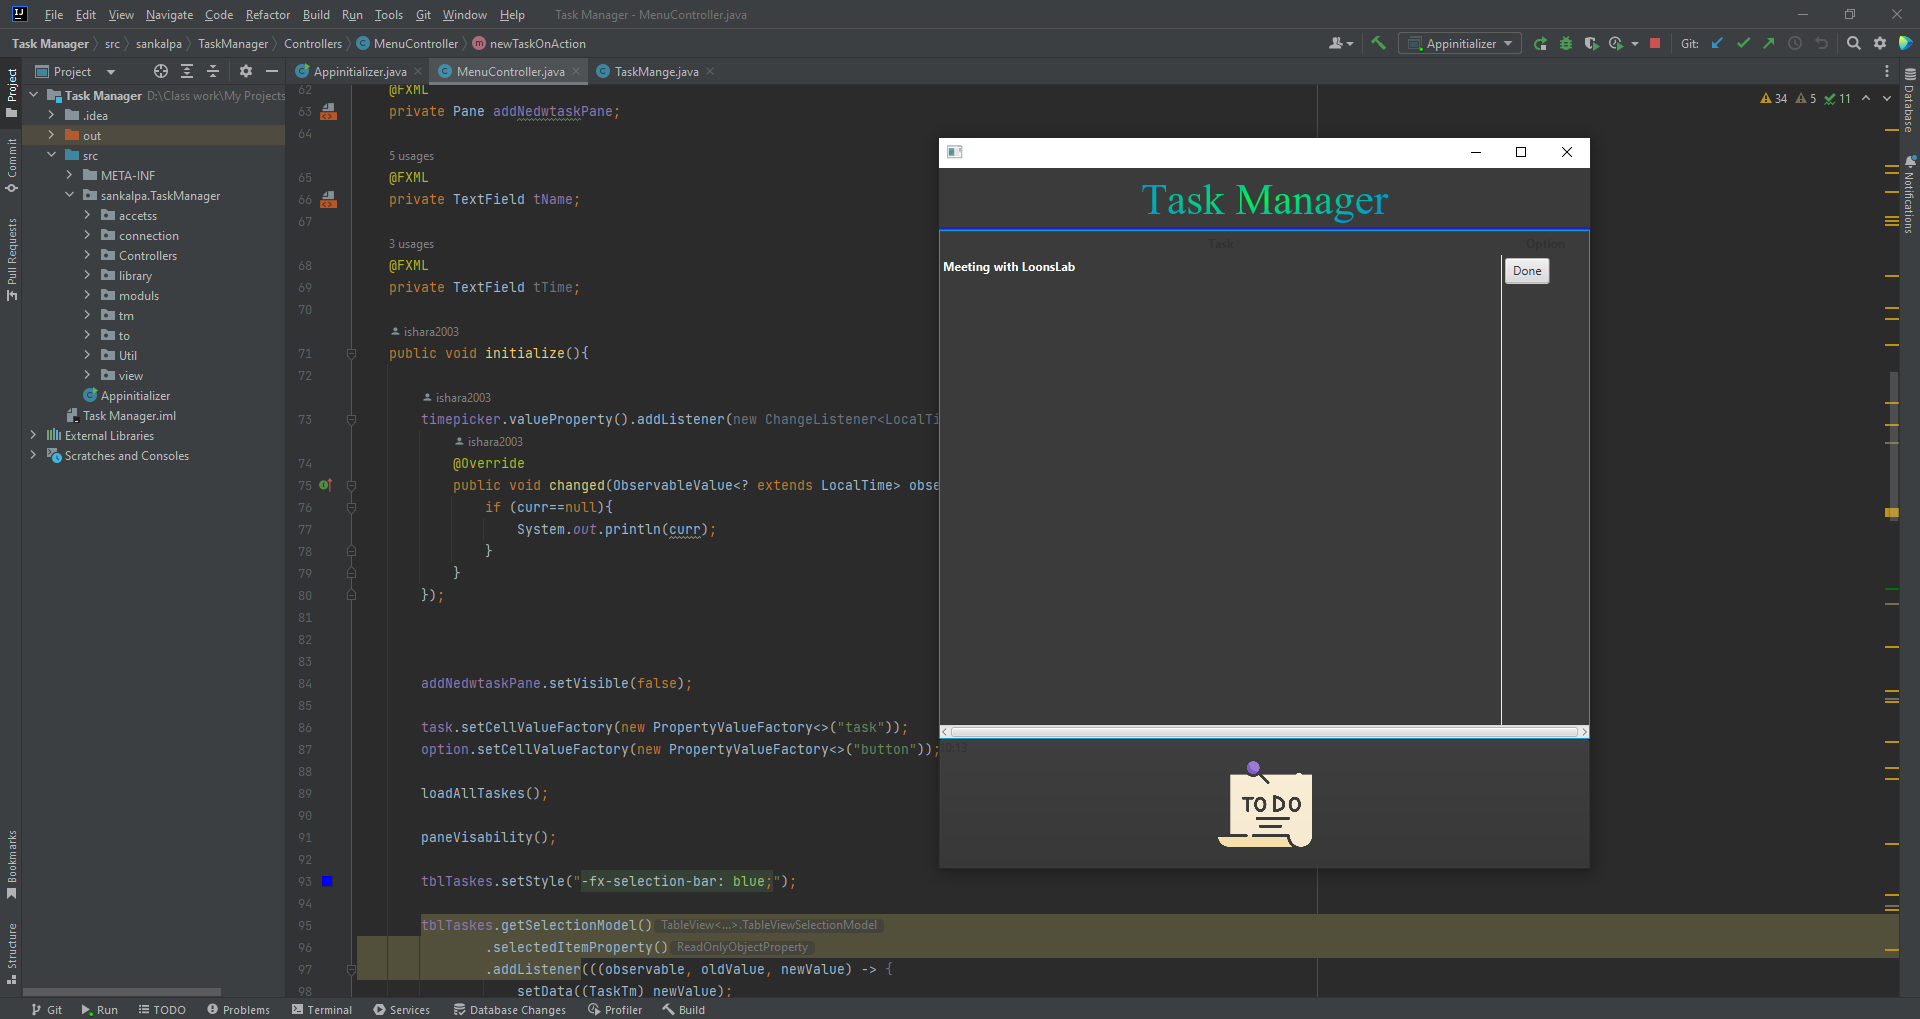 File Edit View Navigate Code Refactor Build Run Tools Git Window Help Task Manager - MenuController.java
Task Manager src sankalpa TaskManager Controllers MenuController newTaskOnAction Appinitializer Git:
Project Appinitializer.java MenuController.java TaskMange.java
Project
Commit
Pull Requests
Bookmarks
Structure
Database
Notifications
Task Manager D:\Class work\My Projects
.idea
out
src
META-INF
sankalpa.TaskManager
accetss
connection
Controllers
library
moduls
tm
to
Util
view
Appinitializer
Task Manager.iml
External Libraries
Scratches and Consoles
34 5 11
62 @FXML
63 private Pane addNedwtaskPane;
64
5 usages
65 @FXML
66 private TextField tName;
67
3 usages
68 @FXML
69 private TextField tTime;
70
ishara2003
71 public void initialize(){
72
ishara2003
73 timepicker.valueProperty().addListener(new ChangeListener<LocalTi
ishara2003
74 @Override
75 public void changed(ObservableValue<? extends LocalTime> obse
76 if (curr==null){
77 System.out.println(curr);
78 }
79 }
80 });
81
82
83
84 addNedwtaskPane.setVisible(false);
85
86 task.setCellValueFactory(new PropertyValueFactory<>("task"));
87 option.setCellValueFactory(new PropertyValueFactory<>("button"));
88
89 loadAllTaskes();
90
91 paneVisability();
92
93 tblTaskes.setStyle("-fx-selection-bar: blue;");
94
95 tblTaskes.getSelectionModel() TableView<...>.TableViewSelectionModel
96 .selectedItemProperty() ReadOnlyObjectProperty
97 .addListener(((observable, oldValue, newValue) -> {
98 setData((TaskTm) newValue);
Task Manager
Task Option
Meeting with LoonsLab Done
TO DO
Git Run TODO Problems Terminal Services Database Changes Profiler Build